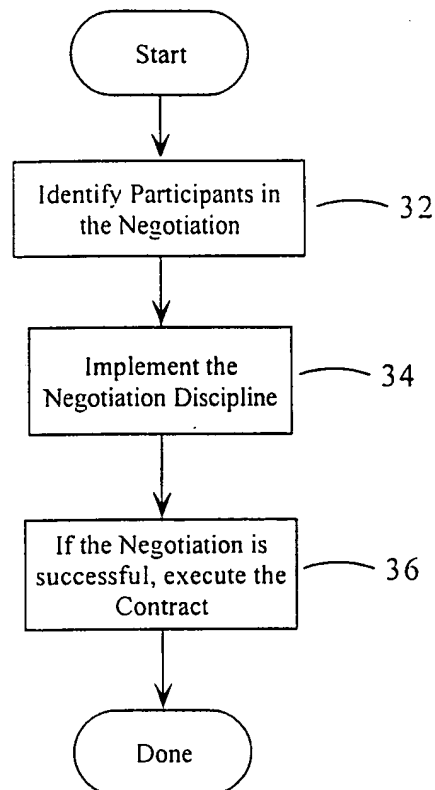 Start
Identify Participants in
the Negotiation
32
Implement the
Negotiation Discipline
34
If the Negotiation is
successful, execute the
Contract
36
Done